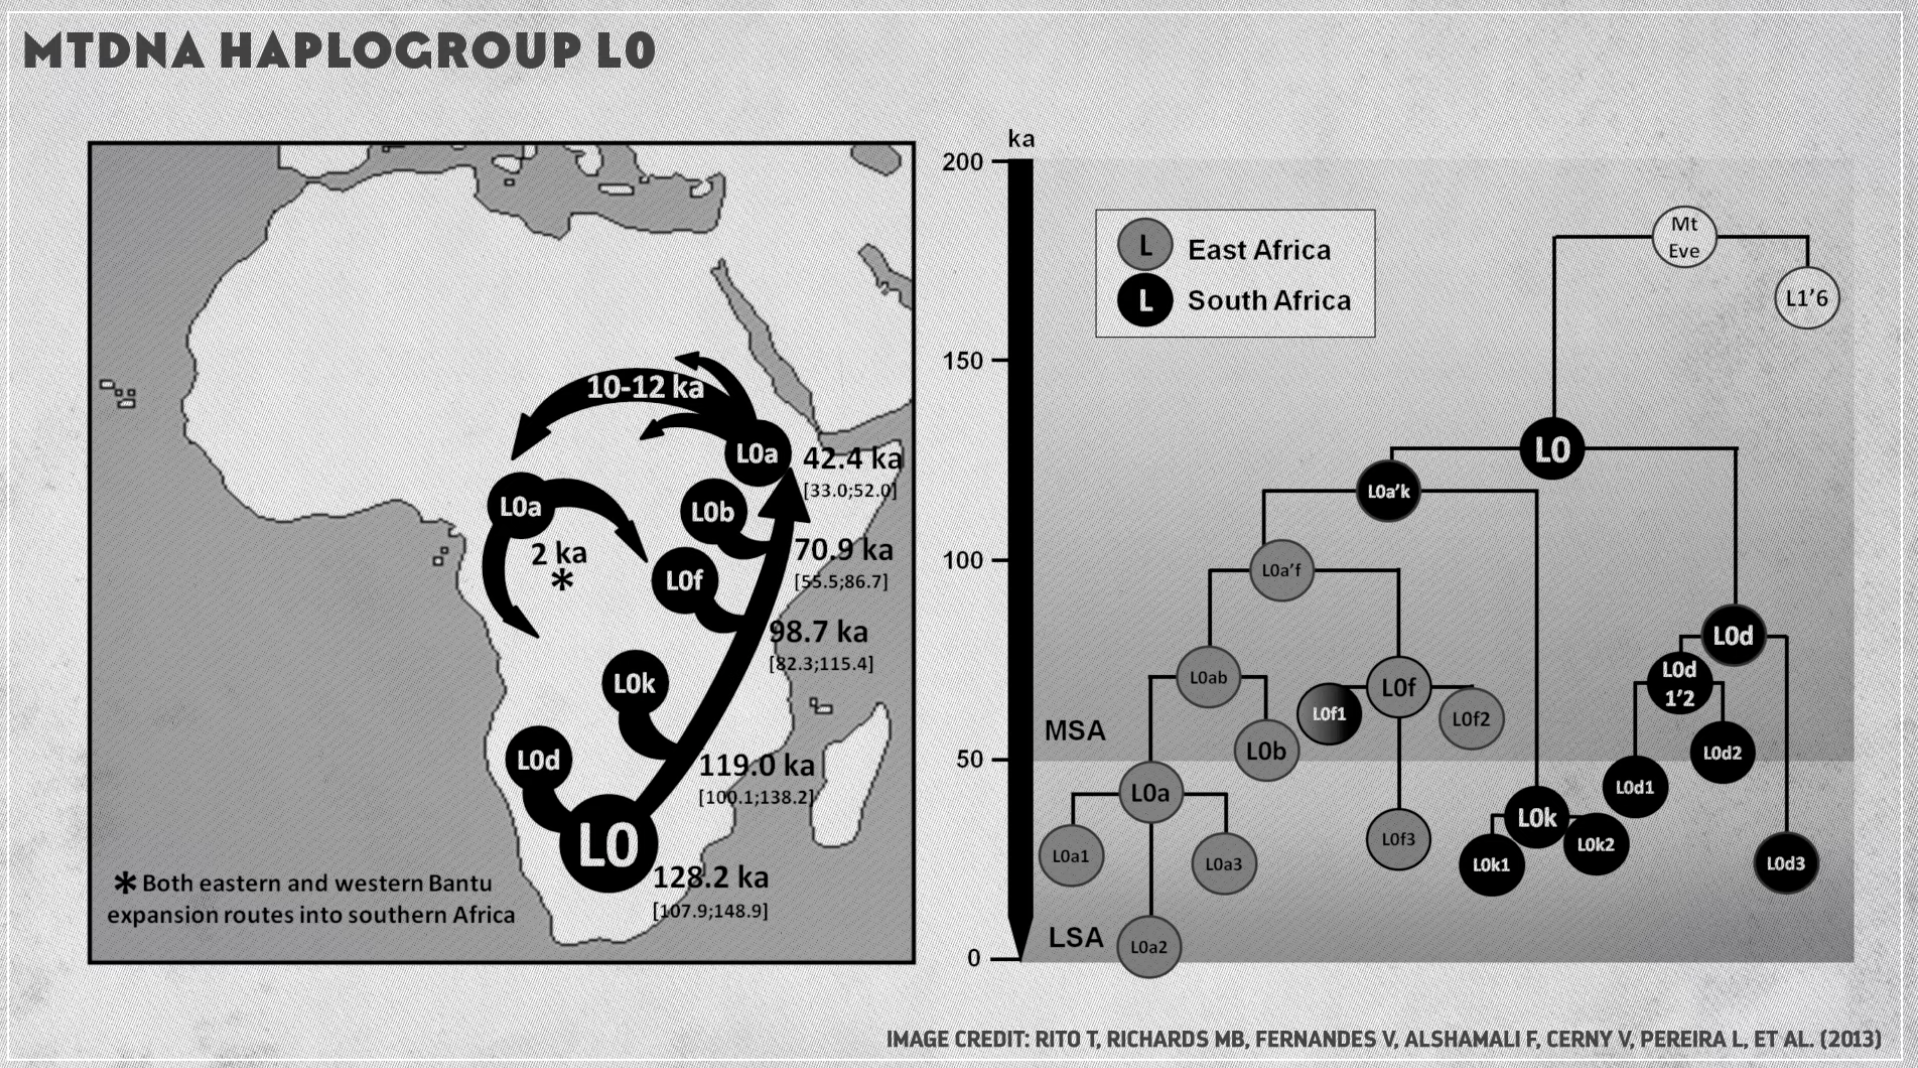 MTDNA HAPLOGROUP L0
10-12 ka
L0a
42.4 ka
[33.0;52.0]
L0a
L0b
2 ka
*
70.9 ka
[55.5;86.7]
L0f
98.7 ka
[82.3;115.4]
L0k
L0d
119.0 ka
[100.1;138.2]
L0
128.2 ka
[107.9;148.9]
* Both eastern and western Bantu
expansion routes into southern Africa
ka
200
150
100
50
0
L East Africa
L South Africa
MSA
LSA
Mt
Eve
L1'6
L0
L0a'k
L0a'f
L0d
L0ab
L0f
L0d
1'2
L0f1
L0f2
L0b
L0d2
L0d1
L0a
L0k
L0f3
L0k2
L0a1
L0a3
L0k1
L0d3
L0a2
IMAGE CREDIT: RITO T, RICHARDS MB, FERNANDES V, ALSHAMALI F, CERNY V, PEREIRA L, ET AL. (2013)